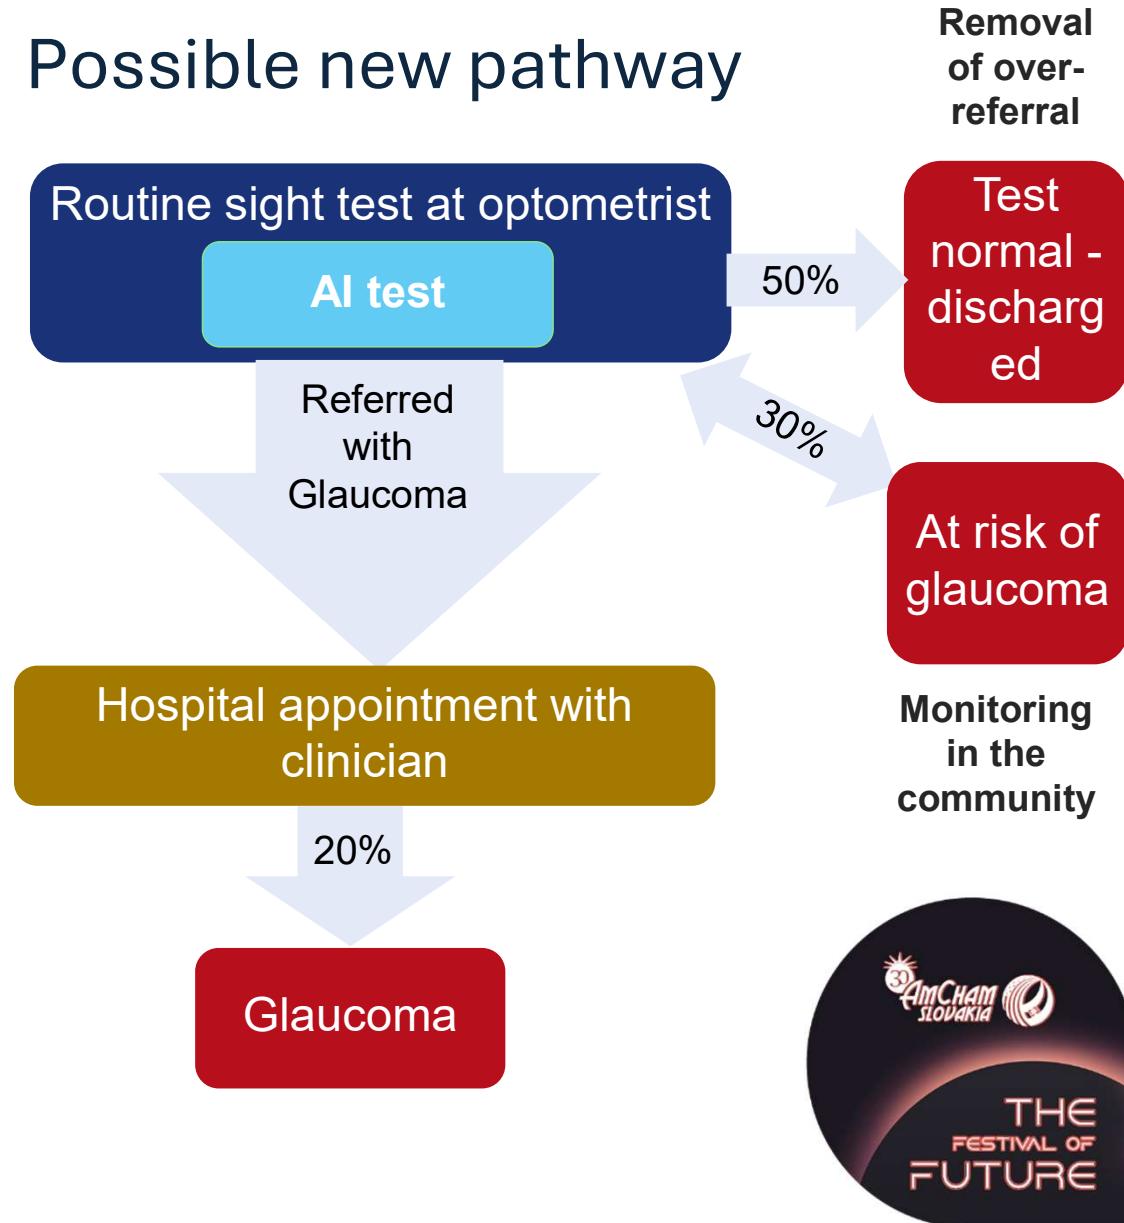 Possible new pathway
Removal
of over-
referral
Routine sight test at optometrist
AI test
50%
Test
normal -
discharg
ed
Referred
with
Glaucoma
30%
At risk of
glaucoma
Hospital appointment with
clinician
Monitoring
in the
community
20%
Glaucoma
30
AMCHAM
SLOVAKIA
THE
FESTIVAL OF
FUTURE